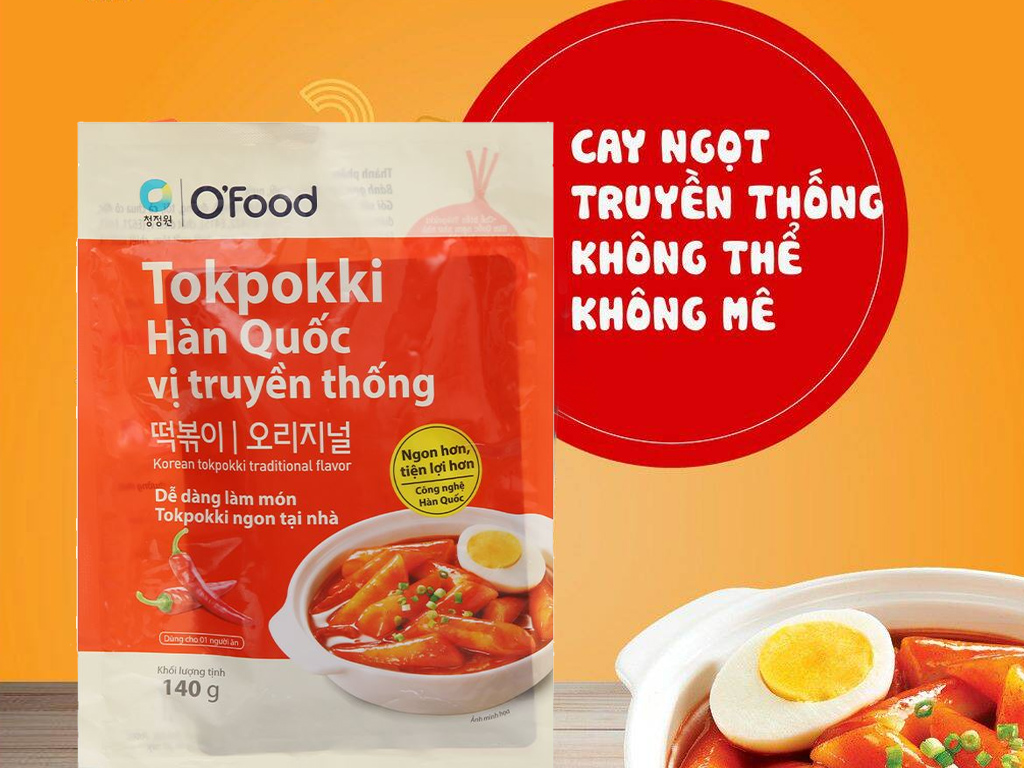 청정원
O'Food
Tokpokki
Hàn Quốc
vị truyền thống
떡볶이 | 오리지널
Korean tokpokki traditional flavor
Ngon hơn,
tiện lợi hơn
Công nghệ
Hàn Quốc
Dễ dàng làm món
Tokpokki ngon tại nhà
Dùng cho 01 người ăn
Khối lượng tịnh
140 g
Ảnh minh họa
CAY NGỌT
TRUYỀN THỐNG
KHÔNG THỂ
KHÔNG MÊ